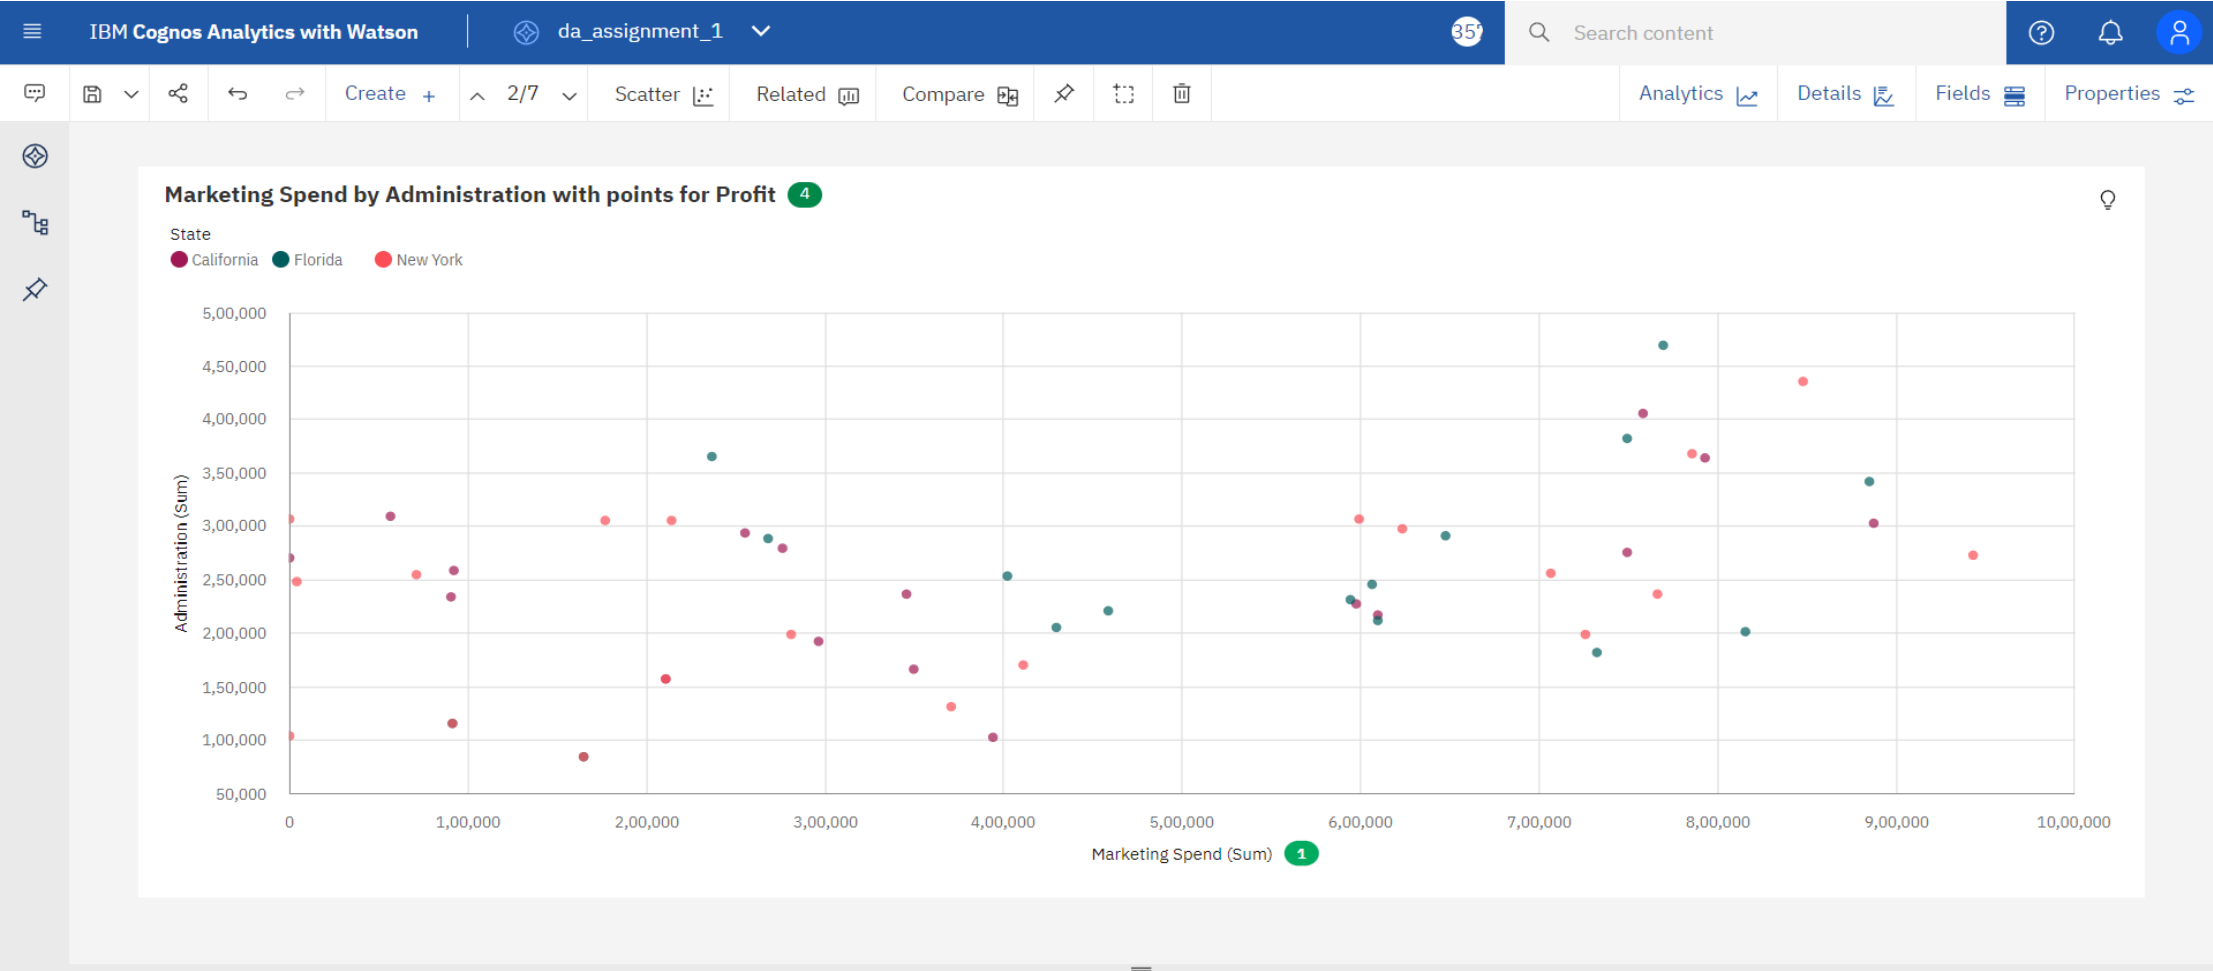 IBM Cognos Analytics with Watson
da_assignment_1
357
Search content
Create +
2/7
Scatter
Related
Compare
Analytics
Details
Fields
Properties
Marketing Spend by Administration with points for Profit 4
State
California Florida New York
5,00,000
4,50,000
4,00,000
3,50,000
3,00,000
2,50,000
2,00,000
1,50,000
1,00,000
50,000
Administration (Sum)
0 1,00,000 2,00,000 3,00,000 4,00,000 5,00,000 6,00,000 7,00,000 8,00,000 9,00,000 10,00,000
Marketing Spend (Sum) 1